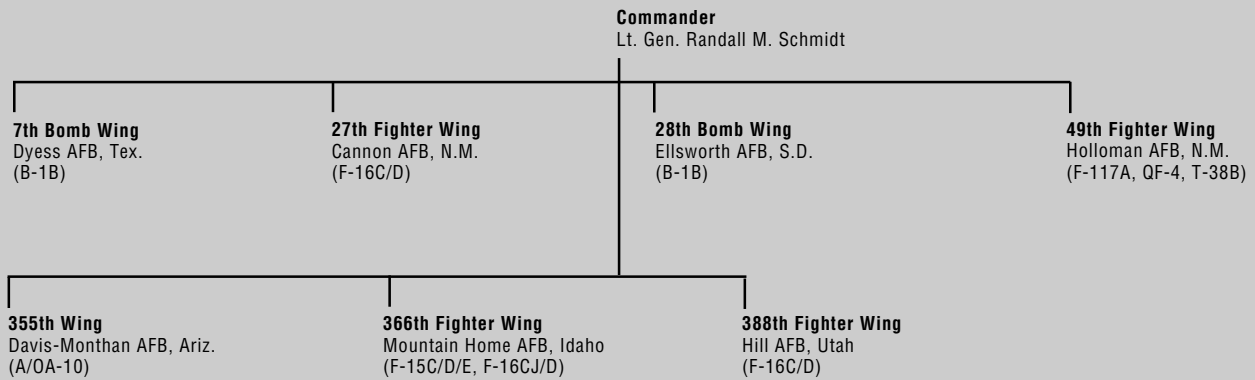 Commander
Lt. Gen. Randall M. Schmidt
7th Bomb Wing
Dyess AFB, Tex.
(B-1B)
27th Fighter Wing
Cannon AFB, N.M.
(F-16C/D)
28th Bomb Wing
Ellsworth AFB, S.D.
(B-1B)
49th Fighter Wing
Holloman AFB, N.M.
(F-117A, QF-4, T-38B)
355th Wing
Davis-Monthan AFB, Ariz.
(A/OA-10)
366th Fighter Wing
Mountain Home AFB, Idaho
(F-15C/D/E, F-16CJ/D)
388th Fighter Wing
Hill AFB, Utah
(F-16C/D)